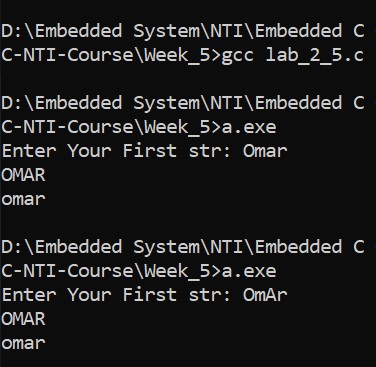 D:\Embedded System\NTI\Embedded C
C-NTI-Course\Week_5>gcc lab_2_5.c
D:\Embedded System\NTI\Embedded C
C-NTI-Course\Week_5>a.exe
Enter Your First str: Omar
OMAR
omar
D:\Embedded System\NTI\Embedded C
C-NTI-Course\Week_5>a.exe
Enter Your First str: OmAr
OMAR
omar